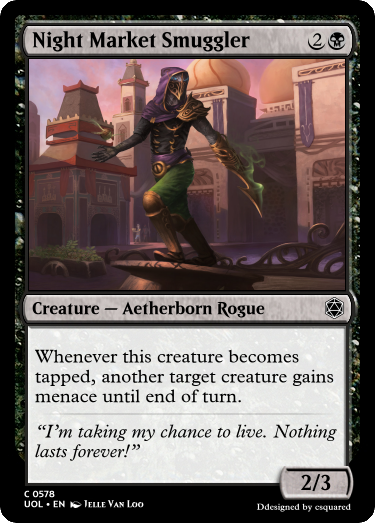 Night Market Smuggler 2
Creature — Aetherborn Rogue
Whenever this creature becomes
tapped, another target creature gains
menace until end of turn.
“I'm taking my chance to live. Nothing
lasts forever!”
2/3
C 0578
UOL • EN Jelle Van Loo
Ddesigned by csquared